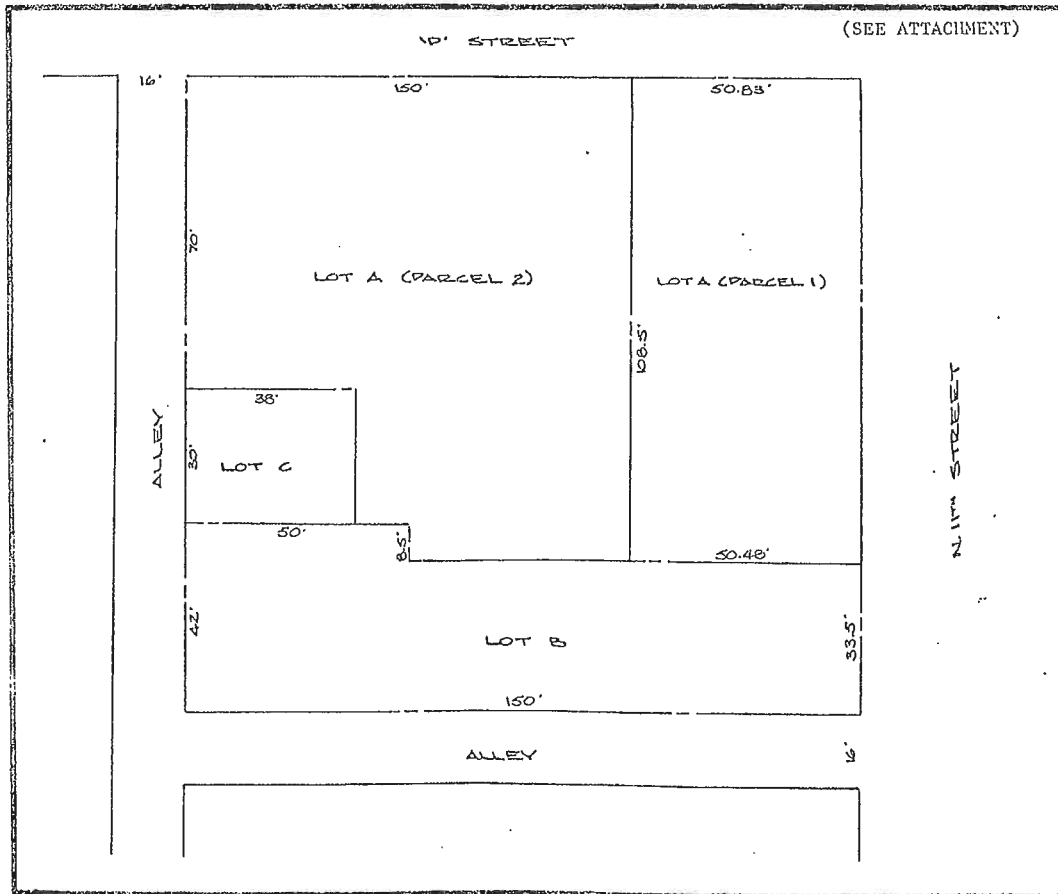 (SEE ATTACHMENT)
'D' STREET
16'
150'
50.83'
70'
LOT A (PARCEL 2)
LOT A (PARCEL 1)
108.5'
38'
ALLEY
30'
LOT C
N. 11TH STREET
50'
8.5'
50.48'
42'
LOT B
33.5'
150'
ALLEY
16'